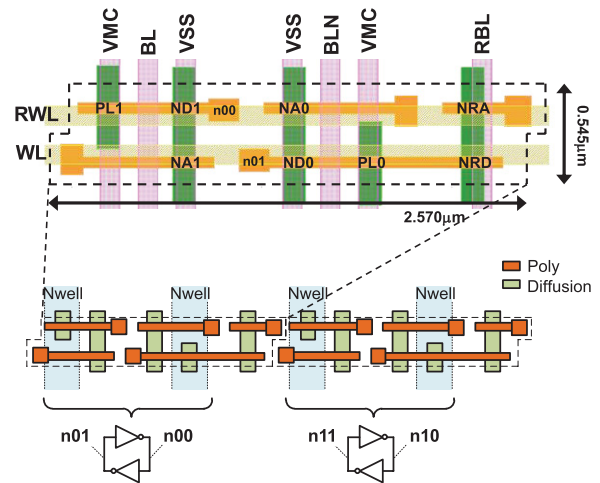 VMC BL VSS VSS BLN VMC RBL
RWL PL1 ND1 n00 NA0 NRA
WL NA1 n01 ND0 PL0 NRD
0.545μm
2.570μm
Poly
Diffusion
Nwell Nwell Nwell Nwell
n01 n00 n11 n10